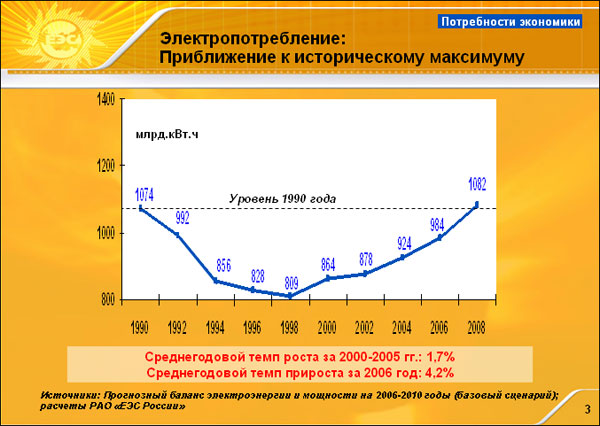 Потребности экономики
ЕЭС
Электропотребление:
Приближение к историческому максимуму
1400
млрд.кВт.ч
1200
Уровень 1990 года
1000
800
1074
992
856
828
809
864
878
924
984
1082
1990 1992 1994 1996 1998 2000 2002 2004 2006 2008
Среднегодовой темп роста за 2000-2005 гг.: 1,7%
Среднегодовой темп прироста за 2006 год: 4,2%
Источники: Прогнозный баланс электроэнергии и мощности на 2006-2010 годы (базовый сценарий);
расчеты РАО «ЕЭС России»
3